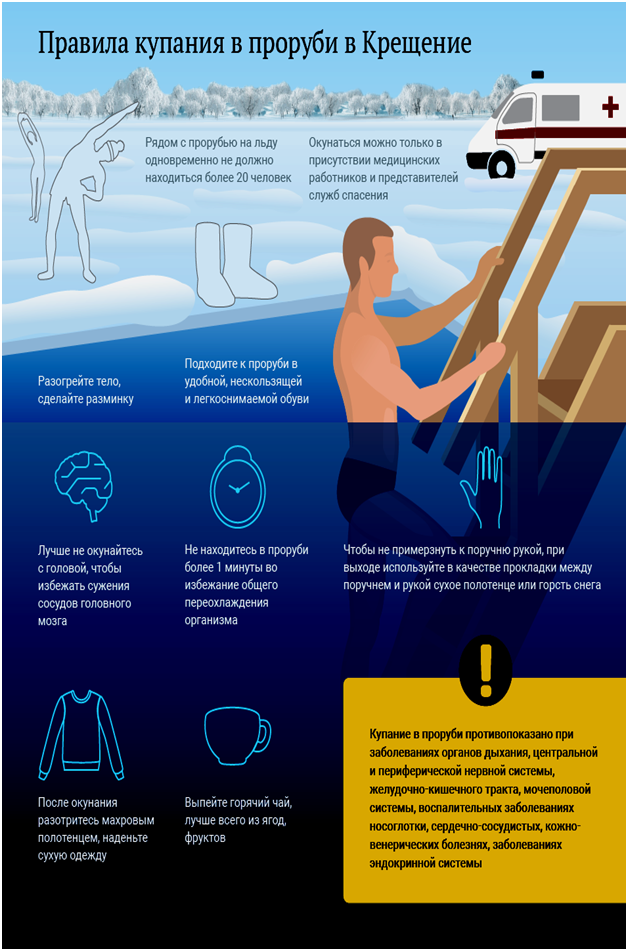 Правила купания в проруби в Крещение
Рядом с прорубью на льду
одновременно не должно
находиться более 20 человек
Окунаться можно только в
присутствии медицинских
работников и представителей
служб спасения
Разогрейте тело,
сделайте разминку
Подходите к проруби в
удобной, нескользящей
и легкоснимаемой обуви
Лучше не окунайтесь
с головой, чтобы
избежать сужения
сосудов головного
мозга
Не находитесь в проруби
более 1 минуты во
избежание общего
переохлаждения
организма
Чтобы не примерзнуть к поручню рукой, при
выходе используйте в качестве прокладки между
поручнем и рукой сухое полотенце или горсть снега
После окунания
разотритесь махровым
полотенцем, наденьте
сухую одежду
Выпейте горячий чай,
лучше всего из ягод,
фруктов
Купание в проруби противопоказано при
заболеваниях органов дыхания, центральной
и периферической нервной системы,
желудочно-кишечного тракта, мочеполовой
системы, воспалительных заболеваниях
носоглотки, сердечно-сосудистых, кожно-
венерических болезнях, заболеваниях
эндокринной системы